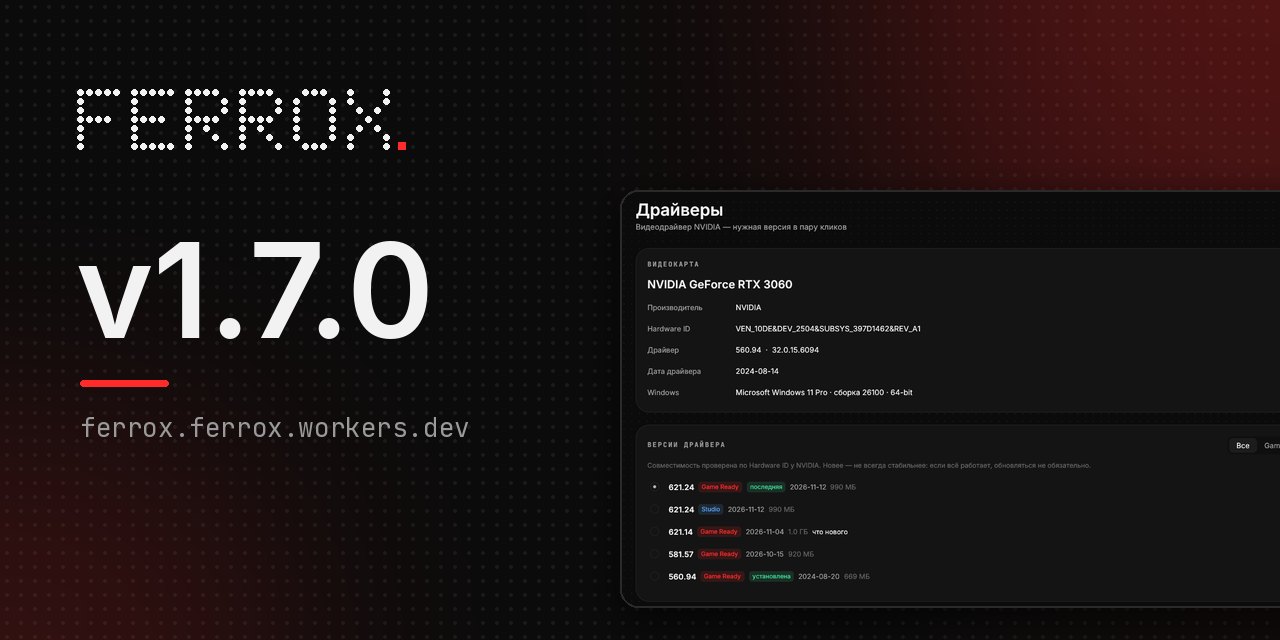 FERROX.
v1.7.0
ferrox.ferrox.workers.dev
Драйверы
Видеодрайвер NVIDIA — нужная версия в пару кликов
ВИДЕОКАРТА
NVIDIA GeForce RTX 3060
Производитель NVIDIA
Hardware ID VEN_10DE&DEV_2504&SUBSYS_397D1462&REV_A1
Драйвер 560.94 · 32.0.15.6094
Дата драйвера 2024-08-14
Windows Microsoft Windows 11 Pro · сборка 26100 · 64-bit
ВЕРСИИ ДРАЙВЕРА Все Gam
Совместимость проверена по Hardware ID у NVIDIA. Новее — не всегда стабильнее: если всё работает, обновляться не обязательно.
621.24 Game Ready последняя 2026-11-12 990 МБ
621.24 Studio 2026-11-12 990 МБ
621.14 Game Ready 2026-11-04 1.0 ГБ что нового
581.57 Game Ready 2026-10-15 920 МБ
560.94 Game Ready установлена 2024-08-20 669 МБ